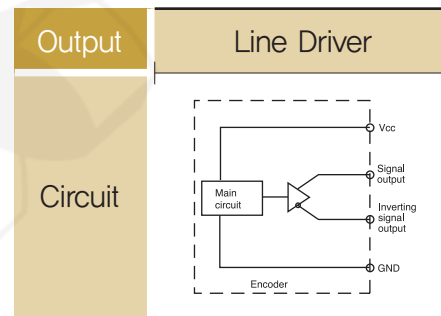 Output
Line Driver
Circuit
Vcc
Signal
output
Main
circuit
Inverting
signal
output
GND
Encoder